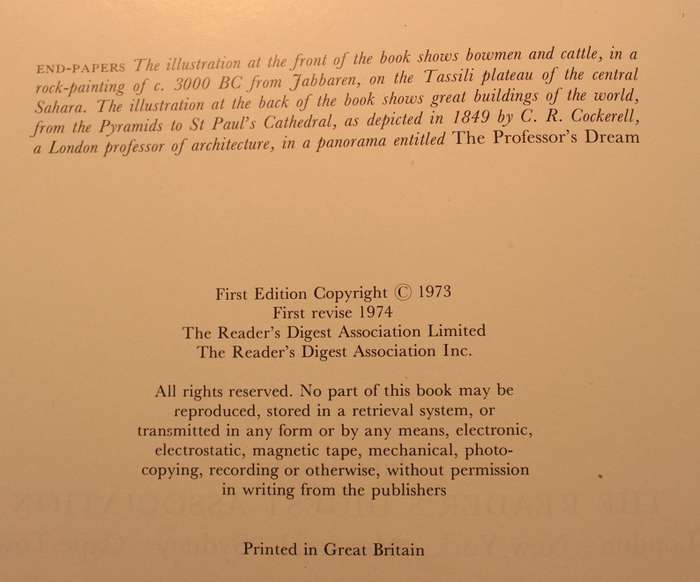 END-PAPERS The illustration at the front of the book shows bowmen and cattle, in a
rock-painting of c. 3000 BC from Jabbaren, on the Tassili plateau of the central
Sahara. The illustration at the back of the book shows great buildings of the world,
from the Pyramids to St Paul's Cathedral, as depicted in 1849 by C. R. Cockerell,
a London professor of architecture, in a panorama entitled The Professor's Dream
First Edition Copyright © 1973
First revise 1974
The Reader's Digest Association Limited
The Reader's Digest Association Inc.
All rights reserved. No part of this book may be
reproduced, stored in a retrieval system, or
transmitted in any form or by any means, electronic,
electrostatic, magnetic tape, mechanical, photo-
copying, recording or otherwise, without permission
in writing from the publishers
Printed in Great Britain